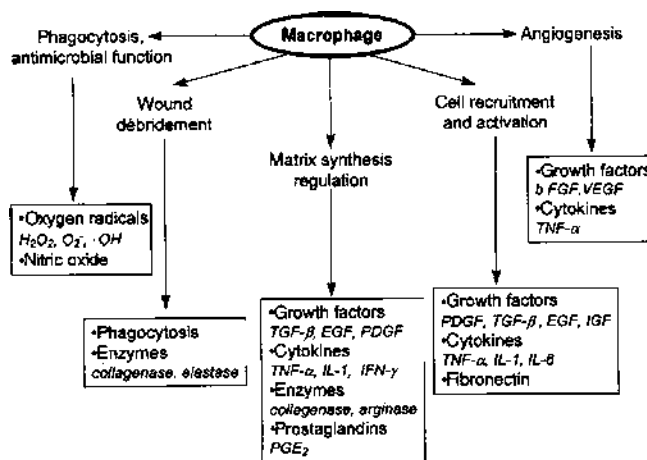 Macrophage
Phagocytosis,
antimicrobial function
•Oxygen radicals
H₂O₂, O₂⁻, ·OH
•Nitric oxide
Wound
débridement
•Phagocytosis
•Enzymes
collagenase, elastase
Matrix synthesis
regulation
•Growth factors
TGF-β, EGF, PDGF
•Cytokines
TNF-α, IL-1, IFN-γ
•Enzymes
collagenase, arginase
•Prostaglandins
PGE₂
Cell recruitment
and activation
•Growth factors
PDGF, TGF-β, EGF, IGF
•Cytokines
TNF-α, IL-1, IL-6
•Fibronectin
Angiogenesis
•Growth factors
b FGF,VEGF
•Cytokines
TNF-α